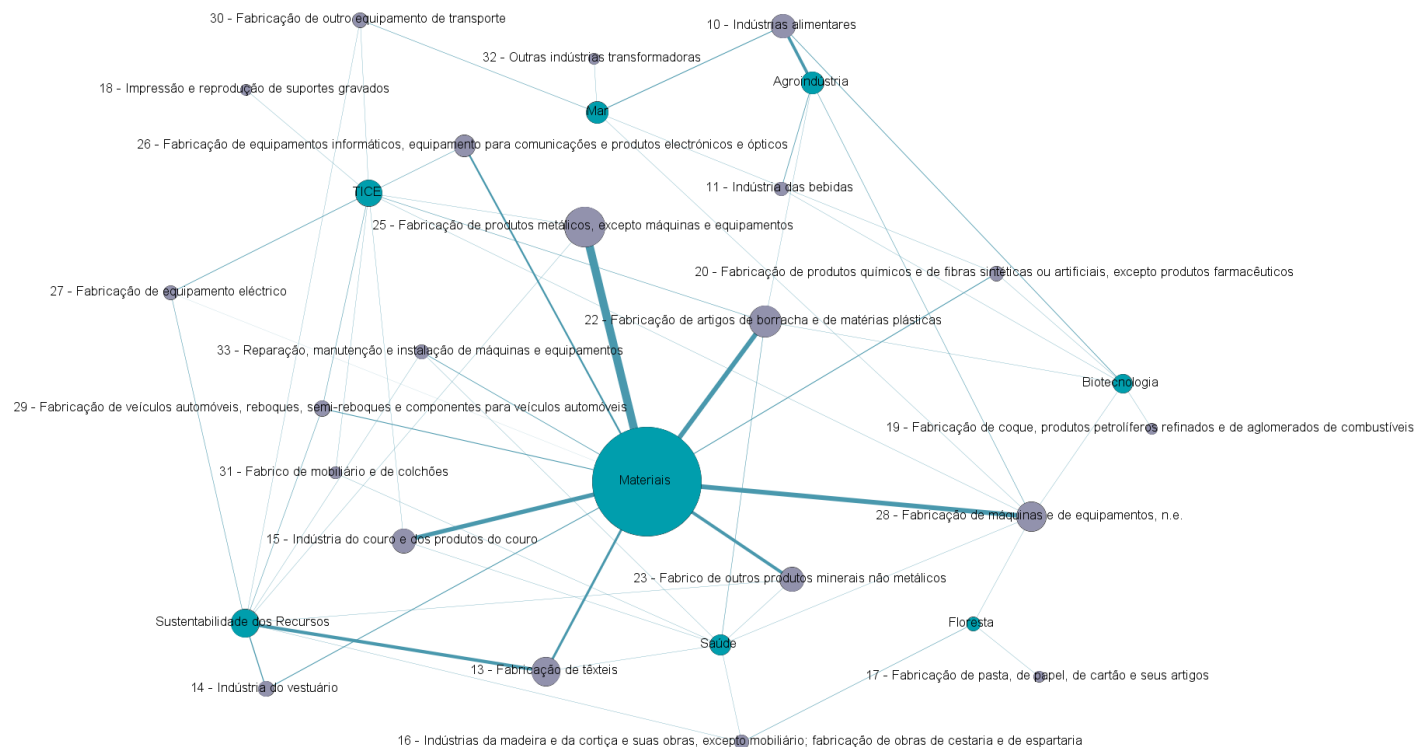 30 - Fabricação de outro equipamento de transporte
10 - Indústrias alimentares
32 - Outras indústrias transformadoras
Agroindústria
18 - Impressão e reprodução de suportes gravados
Mar
26 - Fabricação de equipamentos informáticos, equipamento para comunicações e produtos electrónicos e ópticos
11 - Indústria das bebidas
TICE
25 - Fabricação de produtos metálicos, excepto máquinas e equipamentos
20 - Fabricação de produtos químicos e de fibras sintéticas ou artificiais, excepto produtos farmacêuticos
27 - Fabricação de equipamento eléctrico
22 - Fabricação de artigos de borracha e de matérias plásticas
33 - Reparação, manutenção e instalação de máquinas e equipamentos
Biotecnologia
29 - Fabricação de veículos automóveis, reboques, semi-reboques e componentes para veículos automóveis
19 - Fabricação de coque, produtos petrolíferos refinados e de aglomerados de combustíveis
31 - Fabrico de mobiliário e de colchões
Materiais
28 - Fabricação de máquinas e de equipamentos, n.e.
15 - Indústria do couro e dos produtos do couro
23 - Fabrico de outros produtos minerais não metálicos
Sustentabilidade dos Recursos
Floresta
Saúde
13 - Fabricação de têxteis
17 - Fabricação de pasta, de papel, de cartão e seus artigos
14 - Indústria do vestuário
16 - Indústrias da madeira e da cortiça e suas obras, excepto mobiliário; fabricação de obras de cestaria e de espartaria